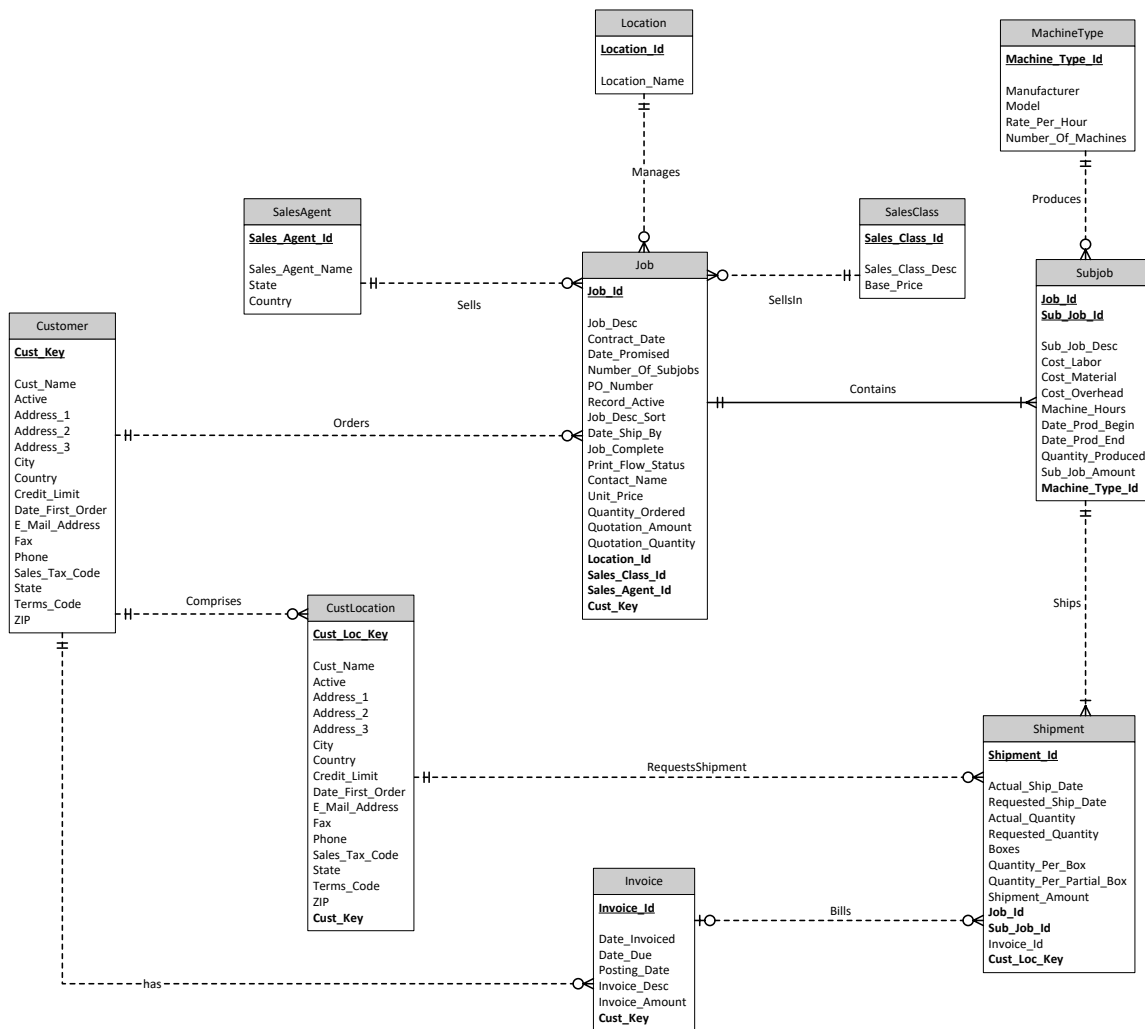 Location
Location_Id
Location_Name
MachineType
Machine_Type_Id
Manufacturer
Model
Rate_Per_Hour
Number_Of_Machines
Manages
Produces
SalesAgent
Sales_Agent_Id
Sales_Agent_Name
State
Country
Sells
SalesClass
Sales_Class_Id
Sales_Class_Desc
Base_Price
SellsIn
Job
Job_Id
Job_Desc
Contract_Date
Date_Promised
Number_Of_Subjobs
PO_Number
Record_Active
Job_Desc_Sort
Date_Ship_By
Job_Complete
Print_Flow_Status
Contact_Name
Unit_Price
Quantity_Ordered
Quotation_Amount
Quotation_Quantity
Location_Id
Sales_Class_Id
Sales_Agent_Id
Cust_Key
Subjob
Job_Id
Sub_Job_Id
Sub_Job_Desc
Cost_Labor
Cost_Material
Cost_Overhead
Machine_Hours
Date_Prod_Begin
Date_Prod_End
Quantity_Produced
Sub_Job_Amount
Machine_Type_Id
Contains
Customer
Cust_Key
Cust_Name
Active
Address_1
Address_2
Address_3
City
Country
Credit_Limit
Date_First_Order
E_Mail_Address
Fax
Phone
Sales_Tax_Code
State
Terms_Code
ZIP
Orders
Comprises
Ships
CustLocation
Cust_Loc_Key
Cust_Name
Active
Address_1
Address_2
Address_3
City
Country
Credit_Limit
Date_First_Order
E_Mail_Address
Fax
Phone
Sales_Tax_Code
State
Terms_Code
ZIP
Cust_Key
RequestsShipment
Shipment
Shipment_Id
Actual_Ship_Date
Requested_Ship_Date
Actual_Quantity
Requested_Quantity
Boxes
Quantity_Per_Box
Quantity_Per_Partial_Box
Shipment_Amount
Job_Id
Sub_Job_Id
Invoice_Id
Cust_Loc_Key
Invoice
Invoice_Id
Date_Invoiced
Date_Due
Posting_Date
Invoice_Desc
Invoice_Amount
Cust_Key
Bills
has